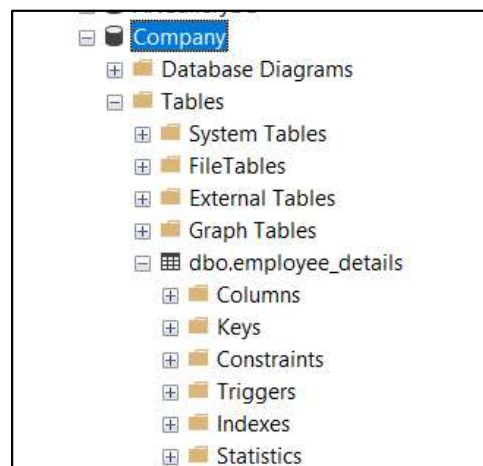 Company
Database Diagrams
Tables
System Tables
FileTables
External Tables
Graph Tables
dbo.employee_details
Columns
Keys
Constraints
Triggers
Indexes
Statistics